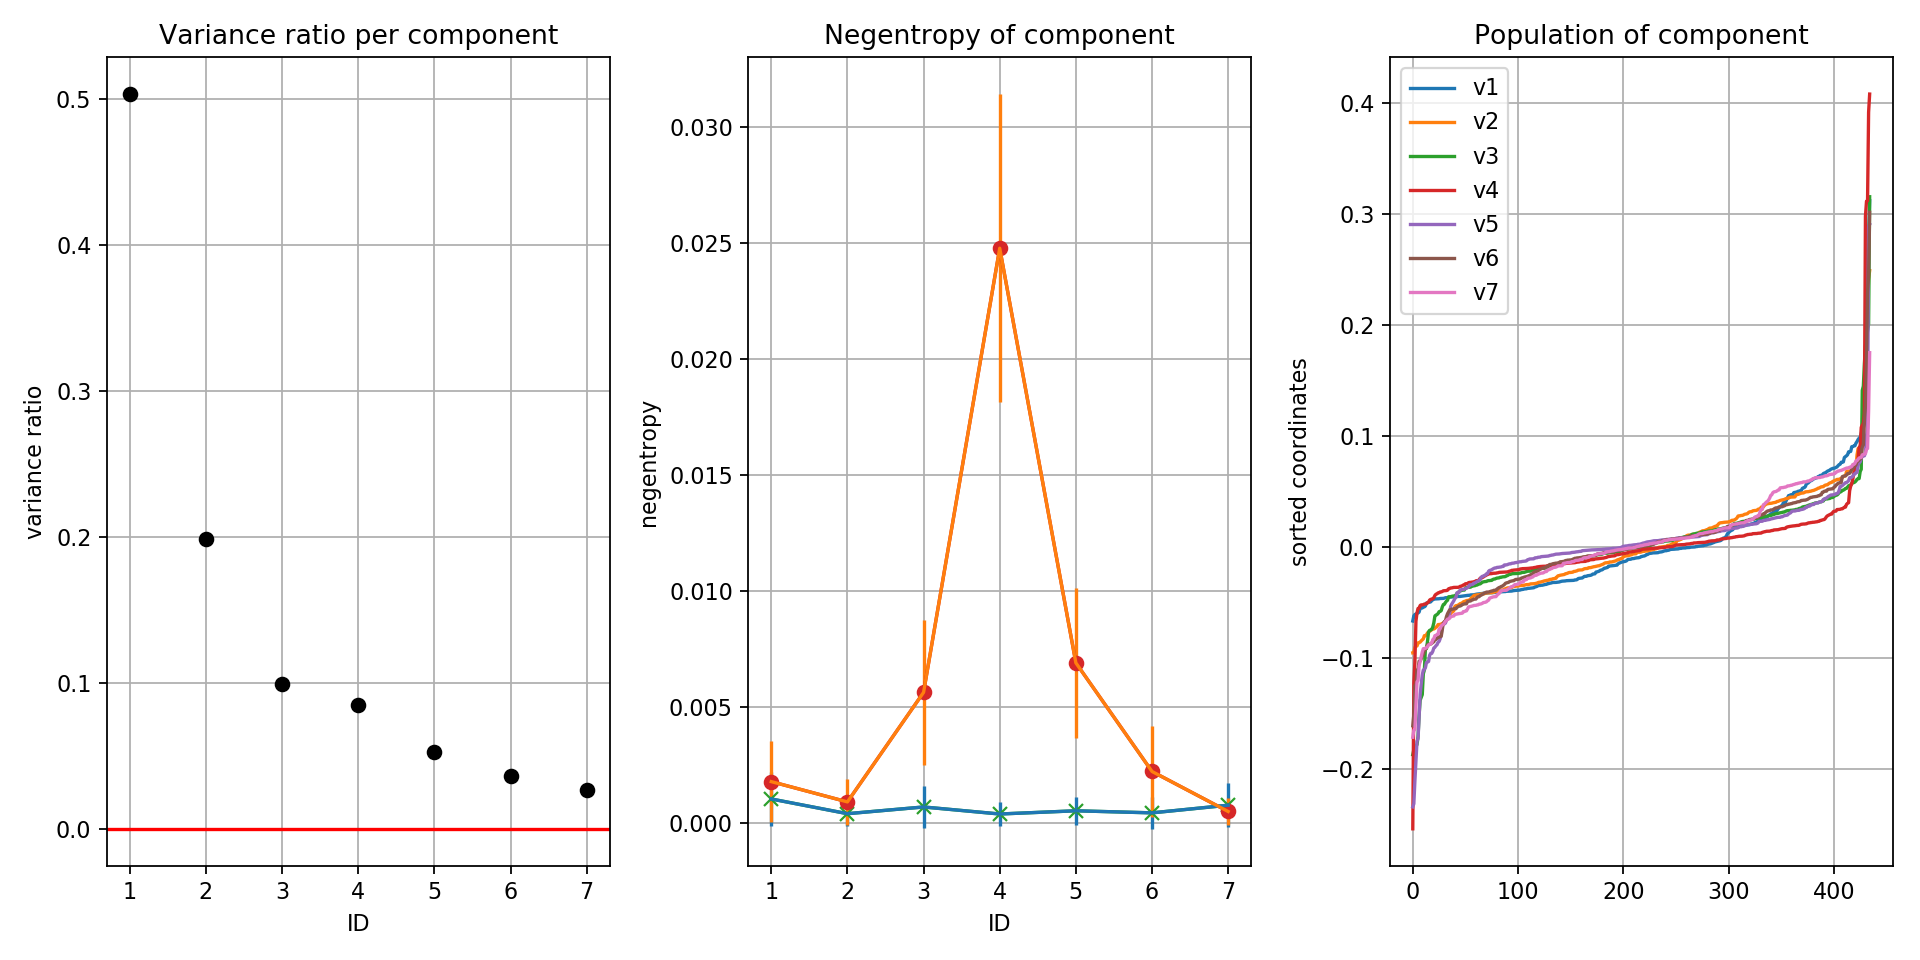 Variance ratio per component
variance ratio
0.5
0.4
0.3
0.2
0.1
0.0
1 2 3 4 5 6 7
ID
Negentropy of component
negentropy
0.030
0.025
0.020
0.015
0.010
0.005
0.000
1 2 3 4 5 6 7
ID
Population of component
sorted coordinates
0.4
0.3
0.2
0.1
0.0
−0.1
−0.2
0 100 200 300 400
v1
v2
v3
v4
v5
v6
v7